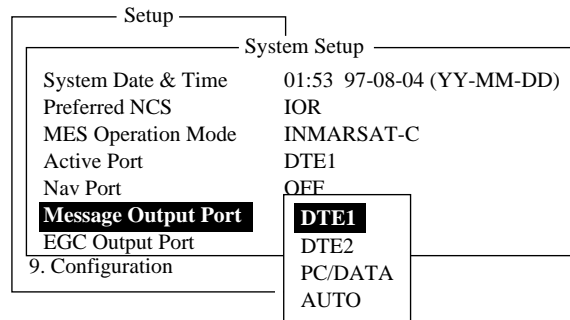 Setup
System Setup
System Date & Time 01:53 97-08-04 (YY-MM-DD)
Preferred NCS IOR
MES Operation Mode INMARSAT-C
Active Port DTE1
Nav Port OFF
Message Output Port DTE1
EGC Output Port DTE2
9. Configuration PC/DATA
AUTO